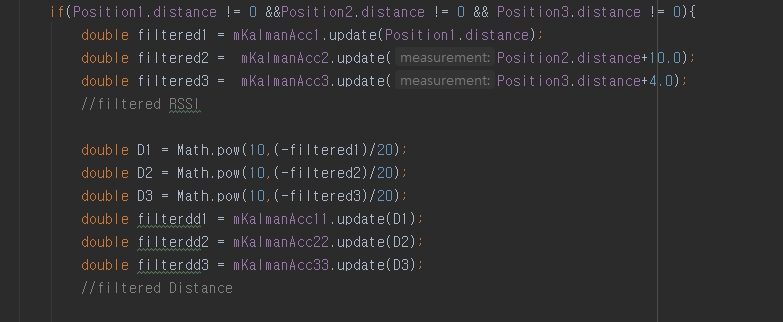 if(Position1.distance != 0 &&Position2.distance != 0 && Position3.distance != 0){
double filtered1 = mKalmanAcc1.update(Position1.distance);
double filtered2 =  mKalmanAcc2.update( measurement: Position2.distance+10.0);
double filtered3 =  mKalmanAcc3.update( measurement: Position3.distance+4.0);
//filtered RSSI
double D1 = Math.pow(10,(-filtered1)/20);
double D2 = Math.pow(10,(-filtered2)/20);
double D3 = Math.pow(10,(-filtered3)/20);
double filterdd1 = mKalmanAcc11.update(D1);
double filterdd2 = mKalmanAcc22.update(D2);
double filterdd3 = mKalmanAcc33.update(D3);
//filtered Distance